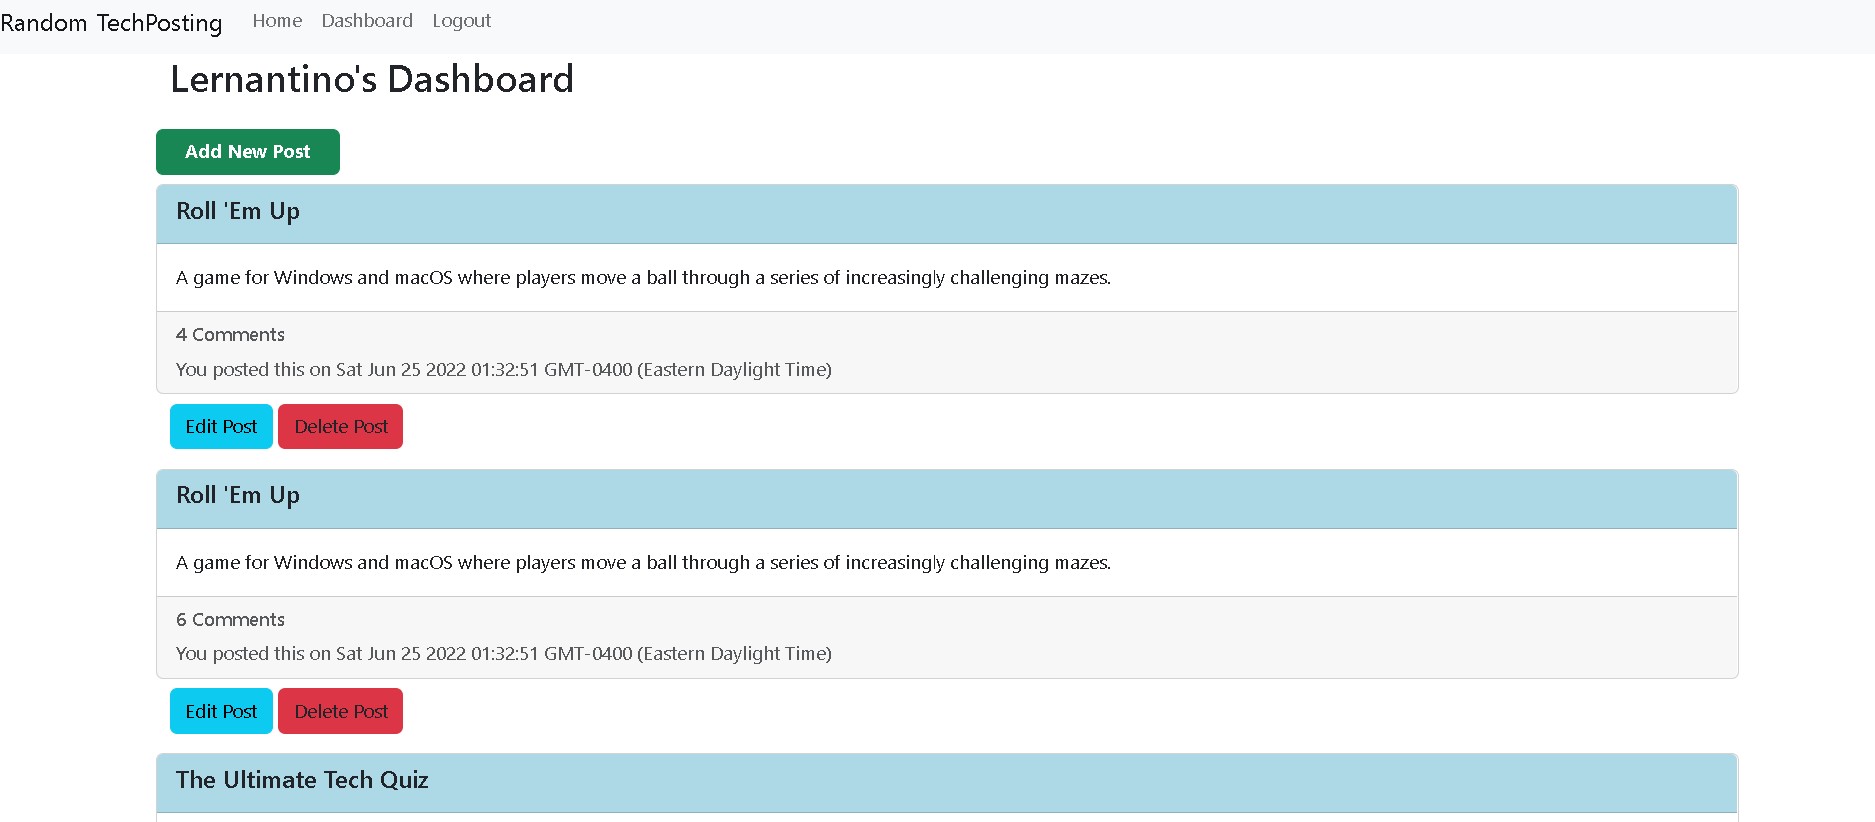 Random TechPosting Home Dashboard Logout
Lernantino's Dashboard
Add New Post
Roll 'Em Up
A game for Windows and macOS where players move a ball through a series of increasingly challenging mazes.
4 Comments
You posted this on Sat Jun 25 2022 01:32:51 GMT-0400 (Eastern Daylight Time)
Edit Post Delete Post
Roll 'Em Up
A game for Windows and macOS where players move a ball through a series of increasingly challenging mazes.
6 Comments
You posted this on Sat Jun 25 2022 01:32:51 GMT-0400 (Eastern Daylight Time)
Edit Post Delete Post
The Ultimate Tech Quiz